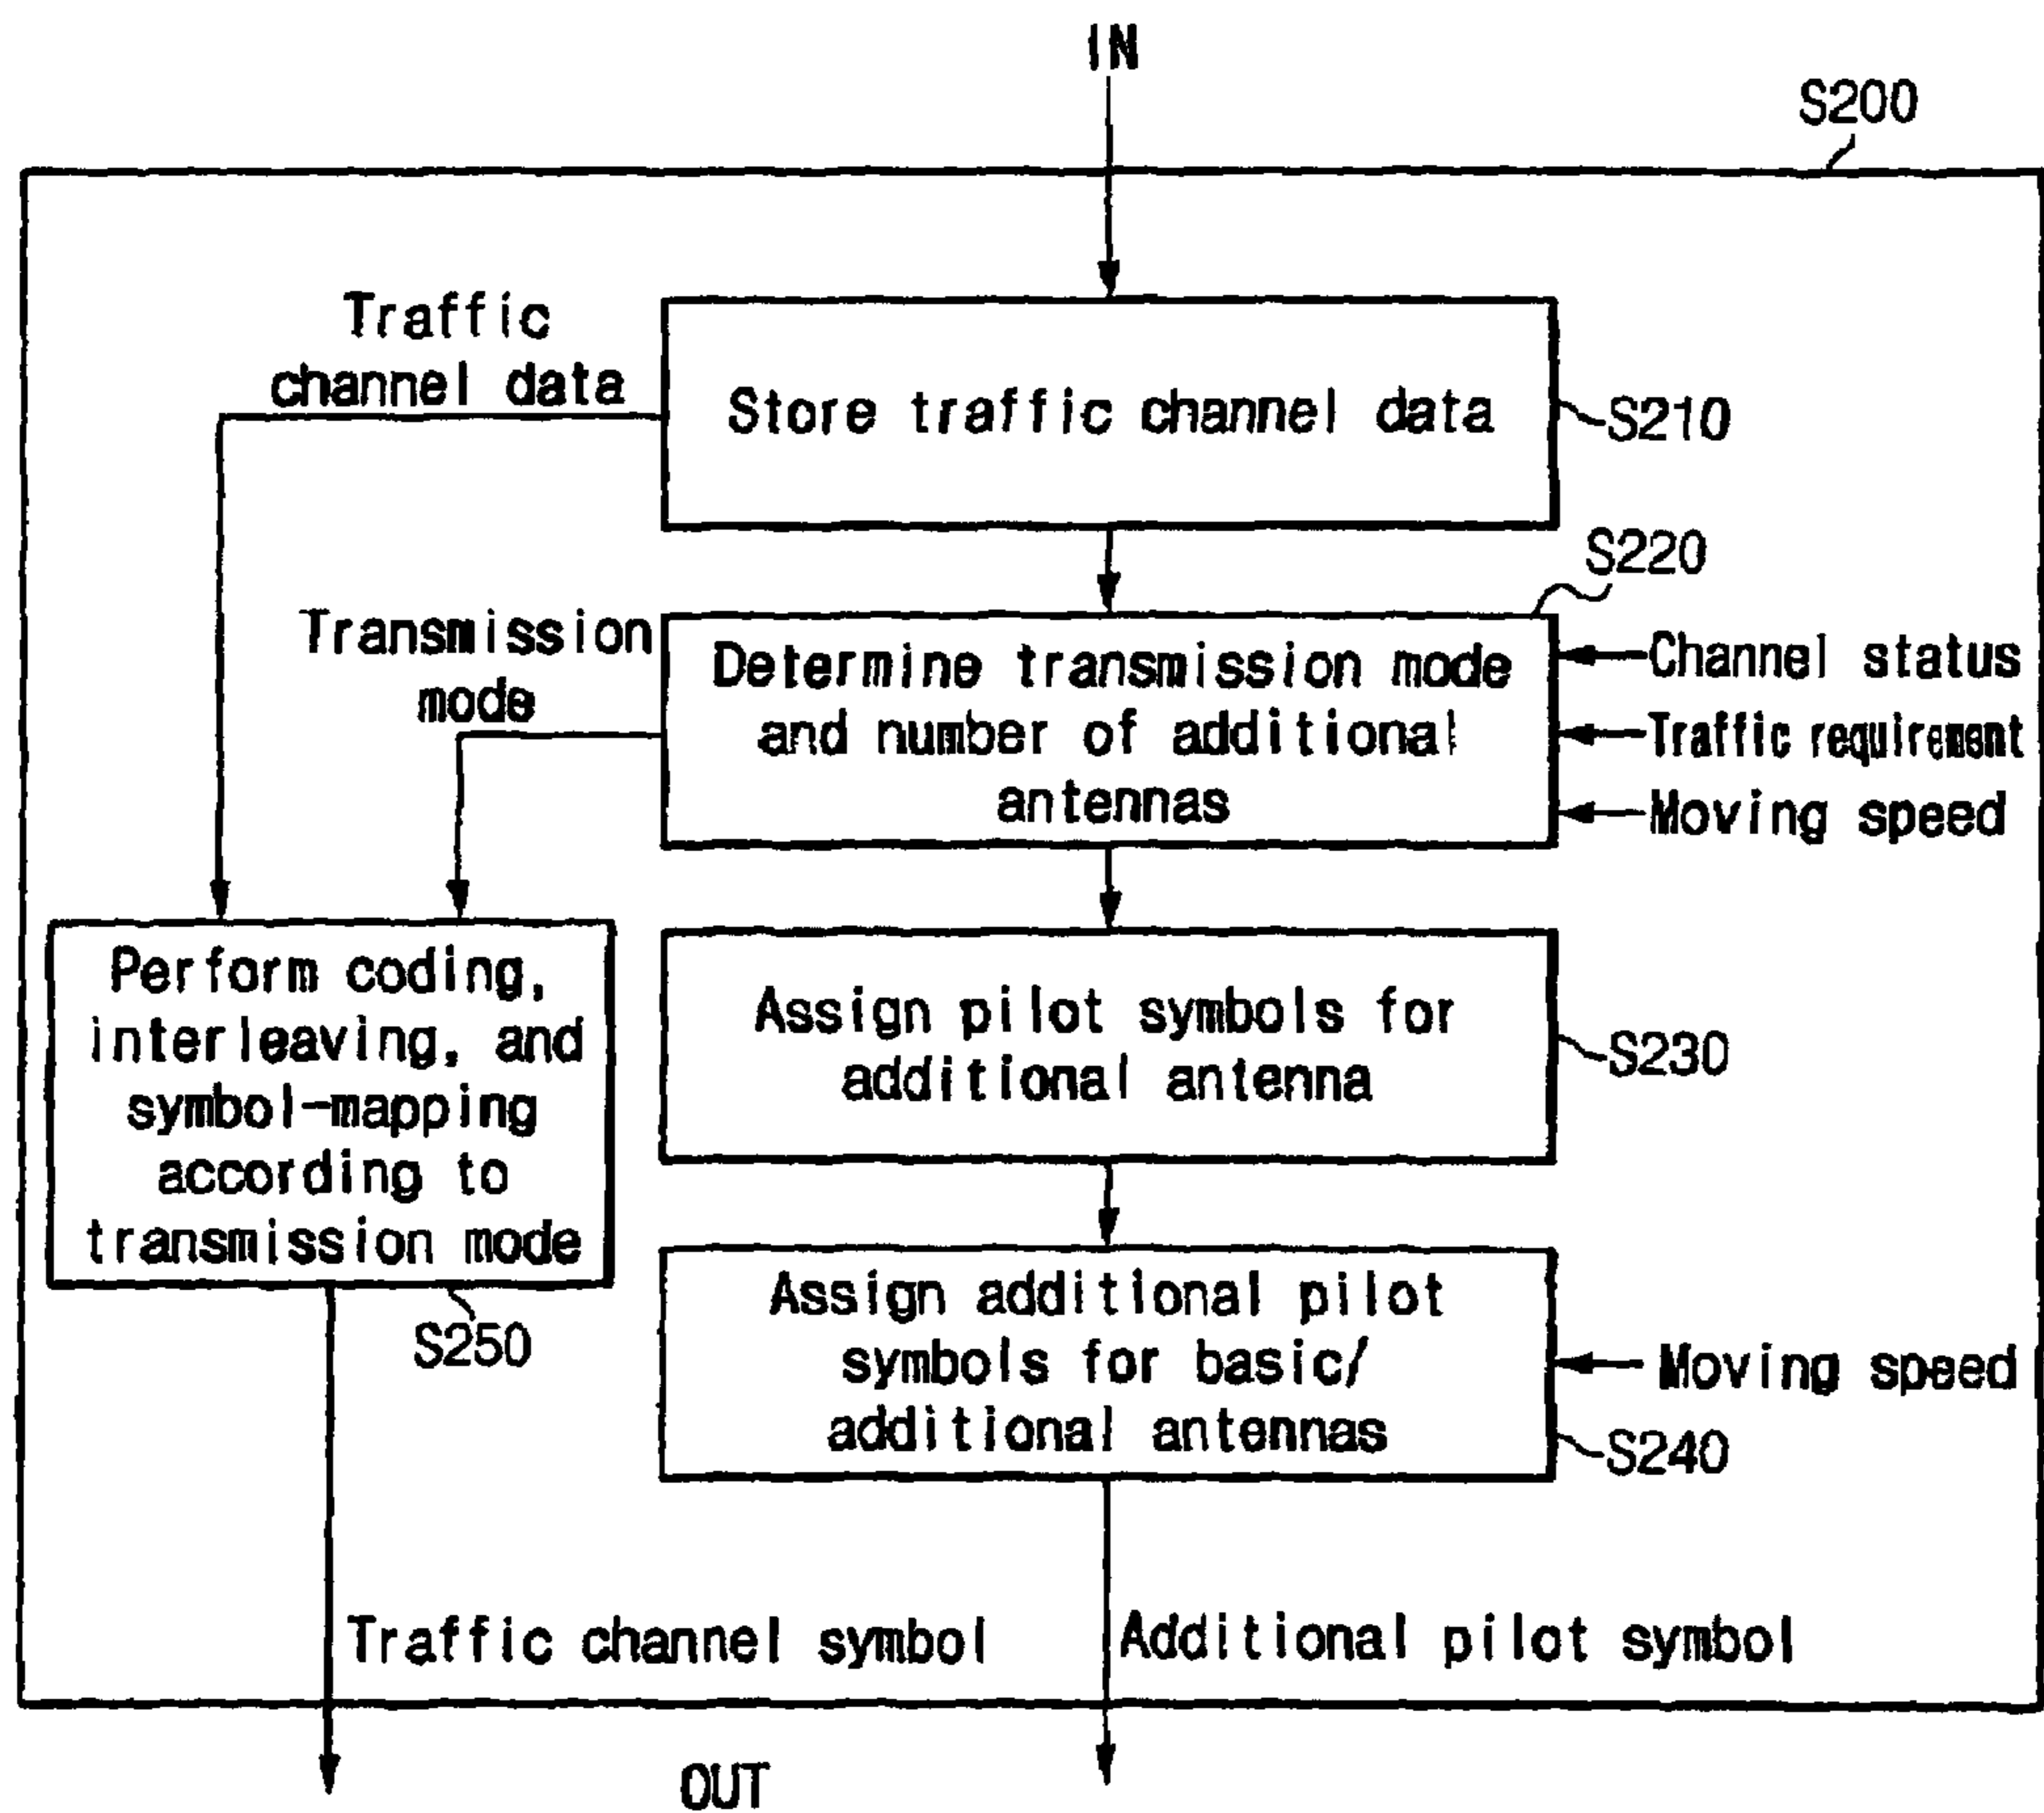 IN
S200
Traffic
channel data
Store traffic channel data
S210
S220
Transmission
mode
Determine transmission mode
and number of additional
antennas
Channel status
Traffic requirement
Moving speed
Perform coding,
interleaving, and
symbol-mapping
according to
transmission mode
S250
Assign pilot symbols for
additional antenna
S230
Assign additional pilot
symbols for basic/
additional antennas
Moving speed
S240
Traffic channel symbol
Additional pilot symbol
OUT